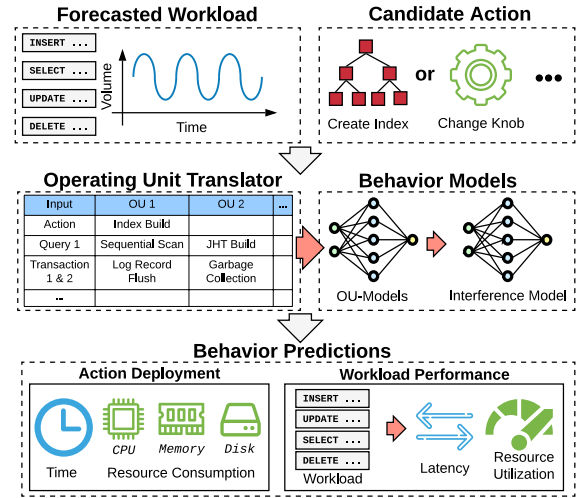 Forecasted Workload
INSERT ...
SELECT ...
UPDATE ...
DELETE ...
Volume
Time
Candidate Action
or
...
Create Index
Change Knob
Operating Unit Translator
Input OU 1 OU 2 ...
Action Index Build
Query 1 Sequential Scan JHT Build
Transaction Log Record Garbage
1 & 2 Flush Collection
...
Behavior Models
OU-Models
Interference Model
Behavior Predictions
Action Deployment
Time
CPU
Memory
Disk
Resource Consumption
Workload Performance
INSERT ...
UPDATE ...
SELECT ...
DELETE ...
Workload
Latency
Resource
Utilization